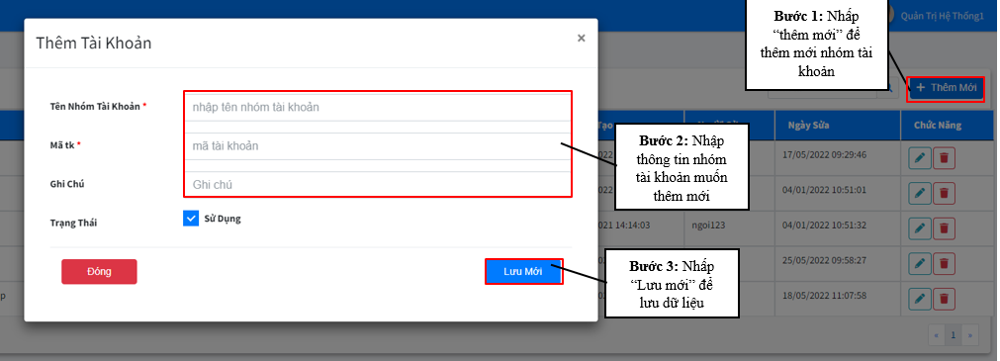 Bước 1: Nhấp
“thêm mới” để
thêm mới nhóm tài
khoản
Quản Trị Hệ Thống1
Thêm Tài Khoản
×
+ Thêm Mới
Tên Nhóm Tài Khoản *
nhập tên nhóm tài khoản
Mã tk *
mã tài khoản
Ghi Chú
Ghi chú
Trạng Thái
Sử Dụng
Đóng
Lưu Mới
Bước 2: Nhập
thông tin nhóm
tài khoản muốn
thêm mới
Bước 3: Nhấp
“Lưu mới” để
lưu dữ liệu
Tạo
Ngày Sửa
Chức Năng
022
17/05/2022 09:29:46
022
04/01/2022 10:51:01
021 14:14:03
ngoi123
04/01/2022 10:51:32
25/05/2022 09:58:27
18/05/2022 11:07:58
« 1 »